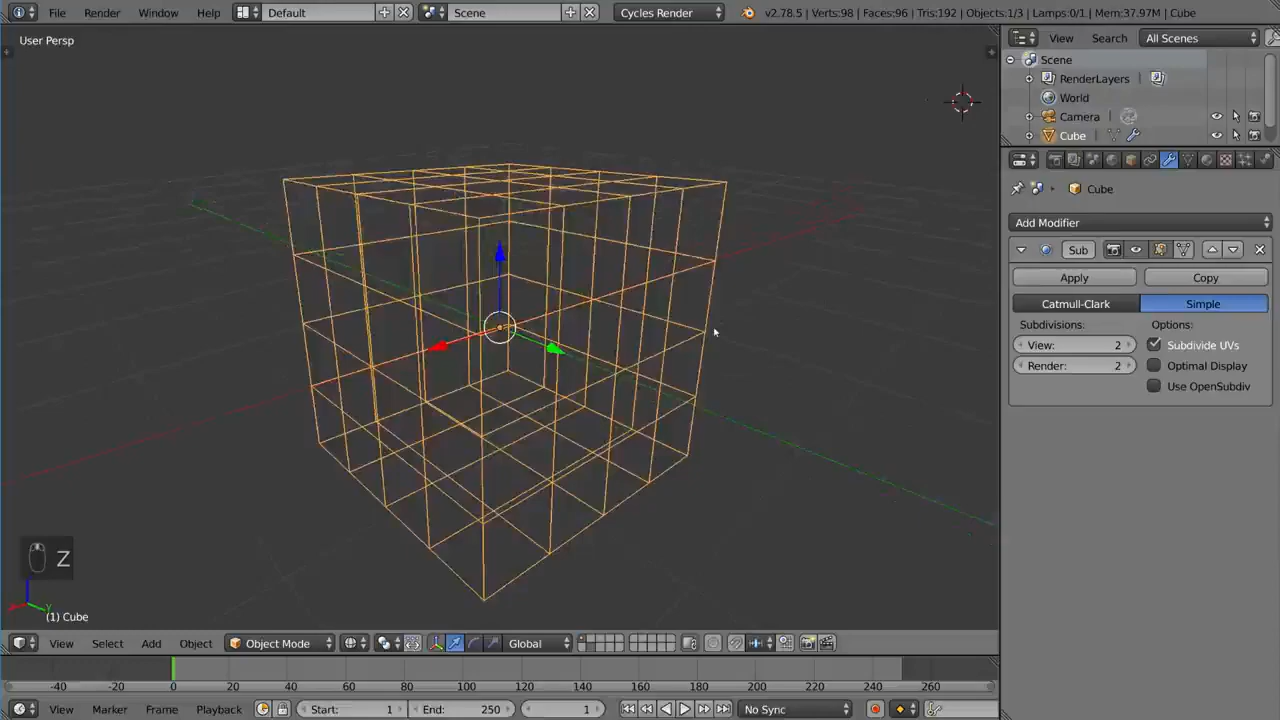 File Render Window Help Default Scene Cycles Render v2.78.5 | Verts:98 | Faces:96 | Tris:192 | Objects:1/3 | Lamps:0/1 | Mem:37.97M | Cube
User Persp
View Search All Scenes
Scene
RenderLayers
World
Camera
Cube
Cube
Add Modifier
Sub
Apply Copy
Catmull-Clark Simple
Subdivisions: Options:
View: 2 Subdivide UVs
Render: 2 Optimal Display
Use OpenSubdiv
Z
(1) Cube
View Select Add Object Object Mode Global
-40 -20 0 20 40 60 80 100 120 140 160 180 200 220 240 260
View Marker Frame Playback Start: 1 End: 250 1 No Sync